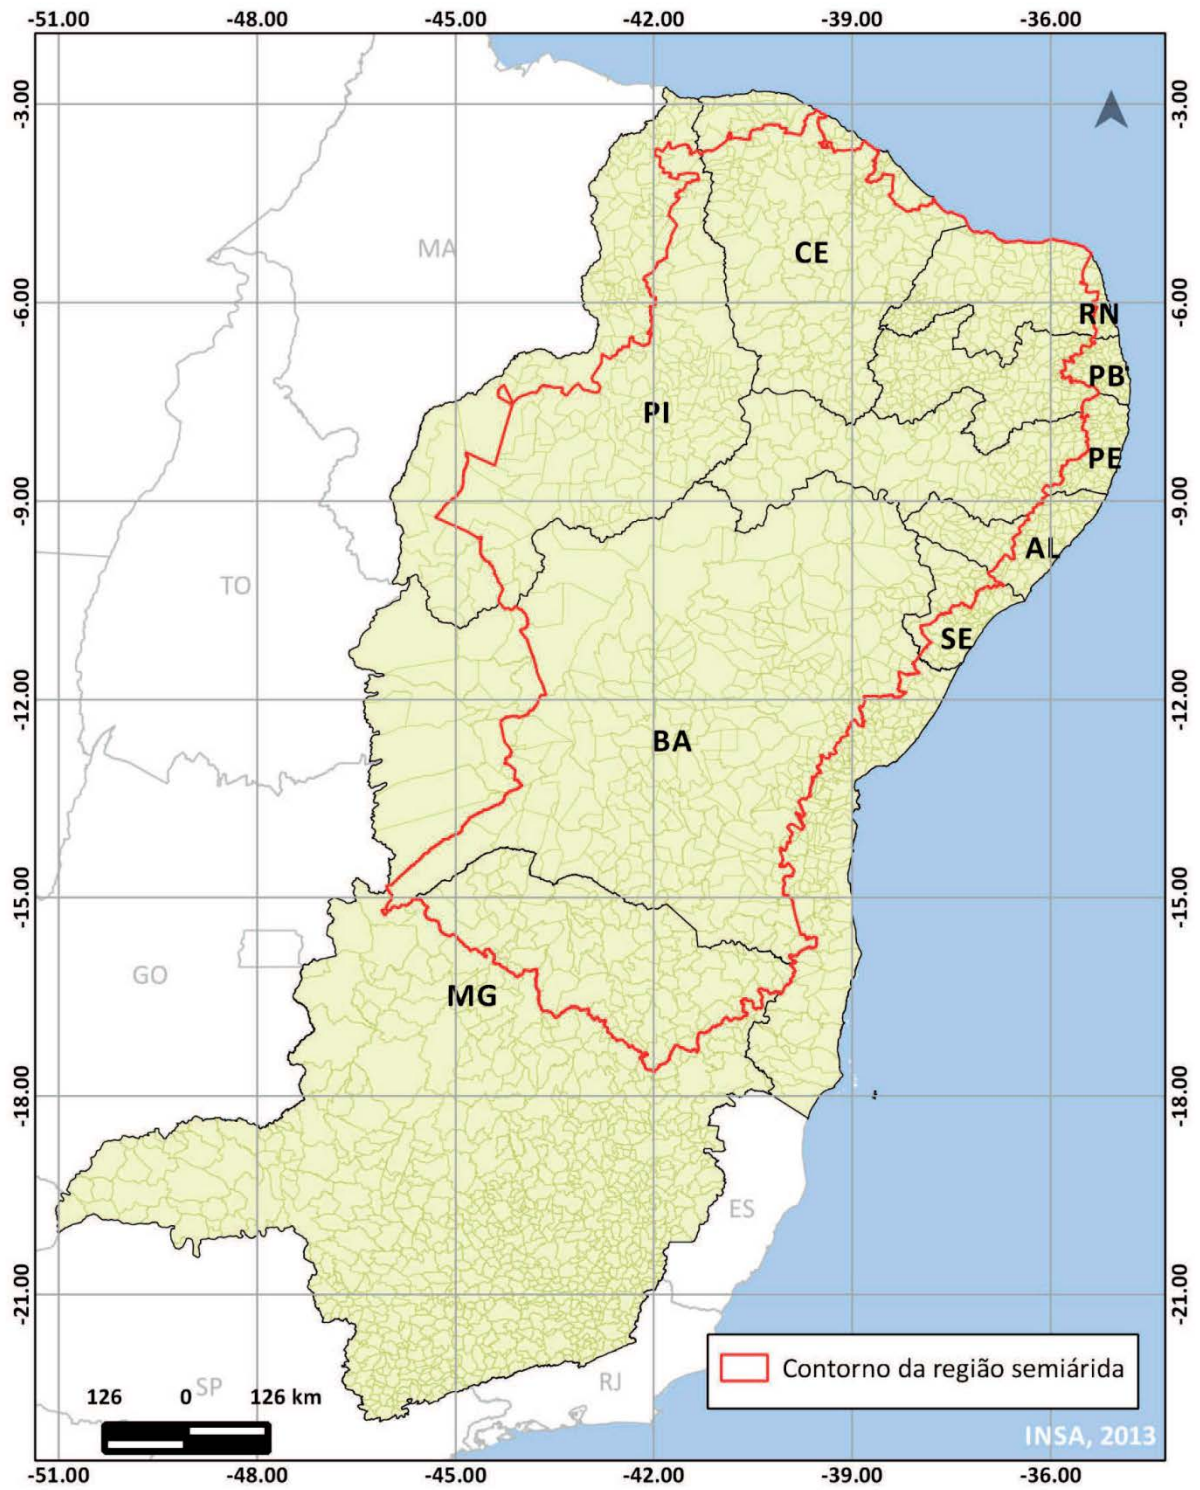 -51.00 -48.00 -45.00 -42.00 -39.00 -36.00
-3.00 -3.00
MA
CE
-6.00 -6.00
RN
PB
PI
PE
-9.00 -9.00
AL
TO
SE
-12.00 -12.00
BA
-15.00 -15.00
GO
MG
-18.00 -18.00
ES
-21.00 -21.00
Contorno da região semiárida
SP
RJ
126 0 126 km
INSA, 2013
-51.00 -48.00 -45.00 -42.00 -39.00 -36.00